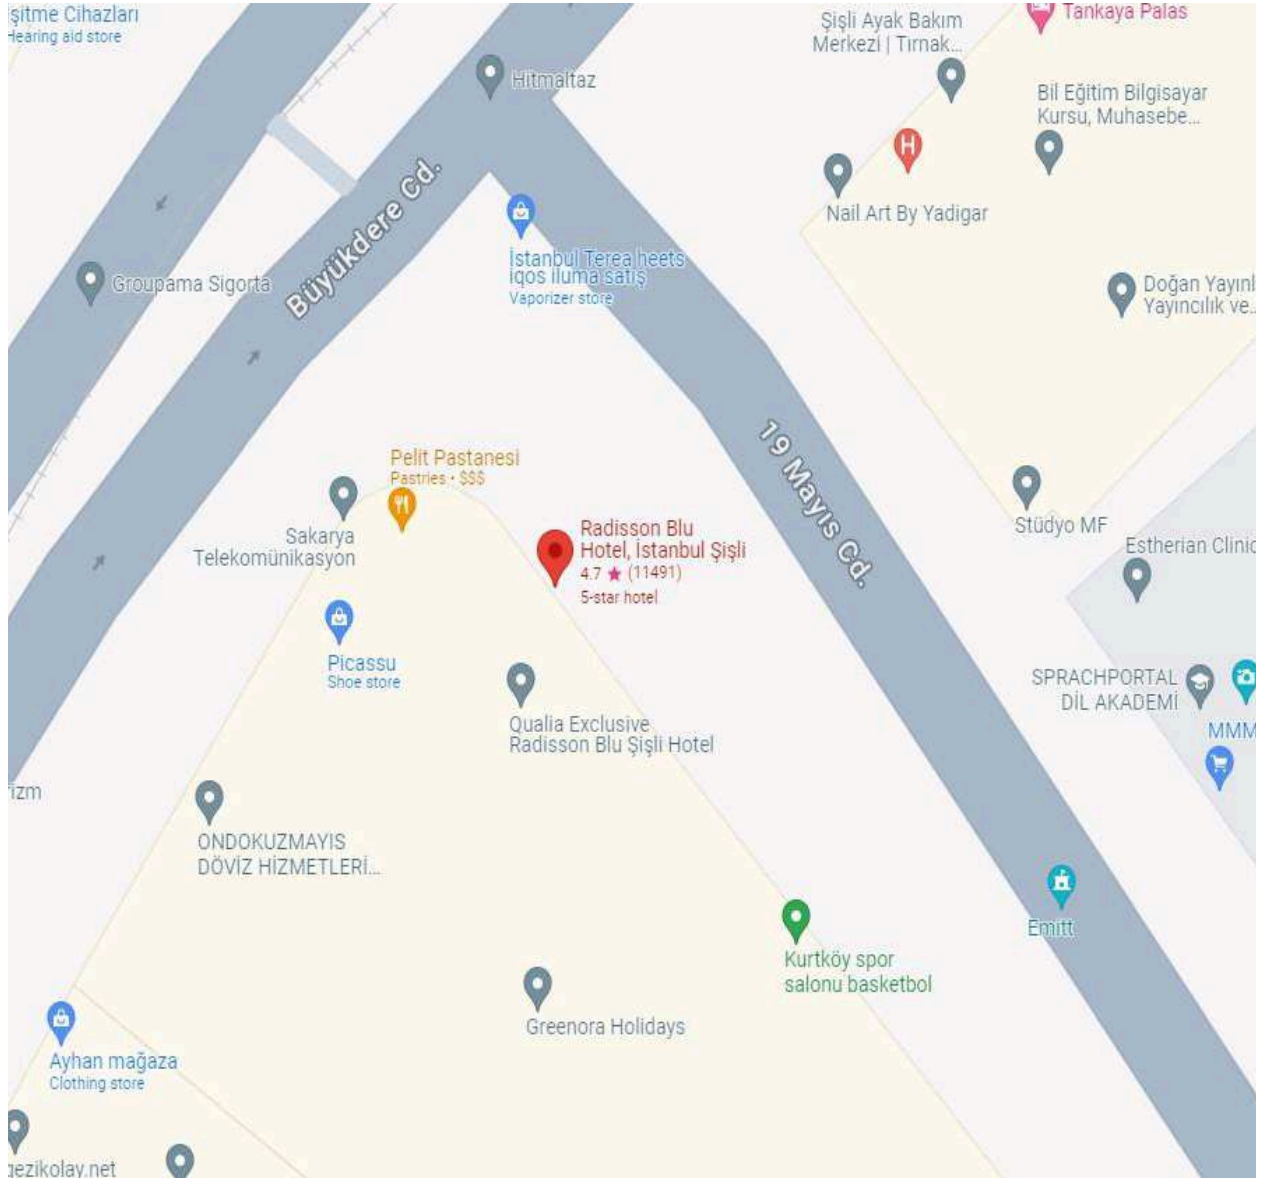 şitme Cihazları
Hearing aid store
Hitmaltaz
Şişli Ayak Bakım
Merkezi | Tırnak...
Tankaya Palas
Bil Eğitim Bilgisayar
Kursu, Muhasebe...
H
Nail Art By Yadigar
Büyükdere Cd.
İstanbul Terea heets
iqos iluma satış
Vaporizer store
Groupama Sigorta
Doğan Yayınl
Yayıncılık ve...
19 Mayıs Cd.
Pelit Pastanesi
Pastries • $$$
Sakarya
Telekomünikasyon
Radisson Blu
Hotel, İstanbul Şişli
4.7 ★ (11491)
5-star hotel
Stüdyo MF
Estherian Clinic
Picassu
Shoe store
Qualia Exclusive
Radisson Blu Şişli Hotel
SPRACHPORTAL
DİL AKADEMİ
MMM
izm
ONDOKUZMAYIS
DÖVİZ HİZMETLERİ...
Emitt
Kurtköy spor
salonu basketbol
Greenora Holidays
Ayhan mağaza
Clothing store
gezikolay.net